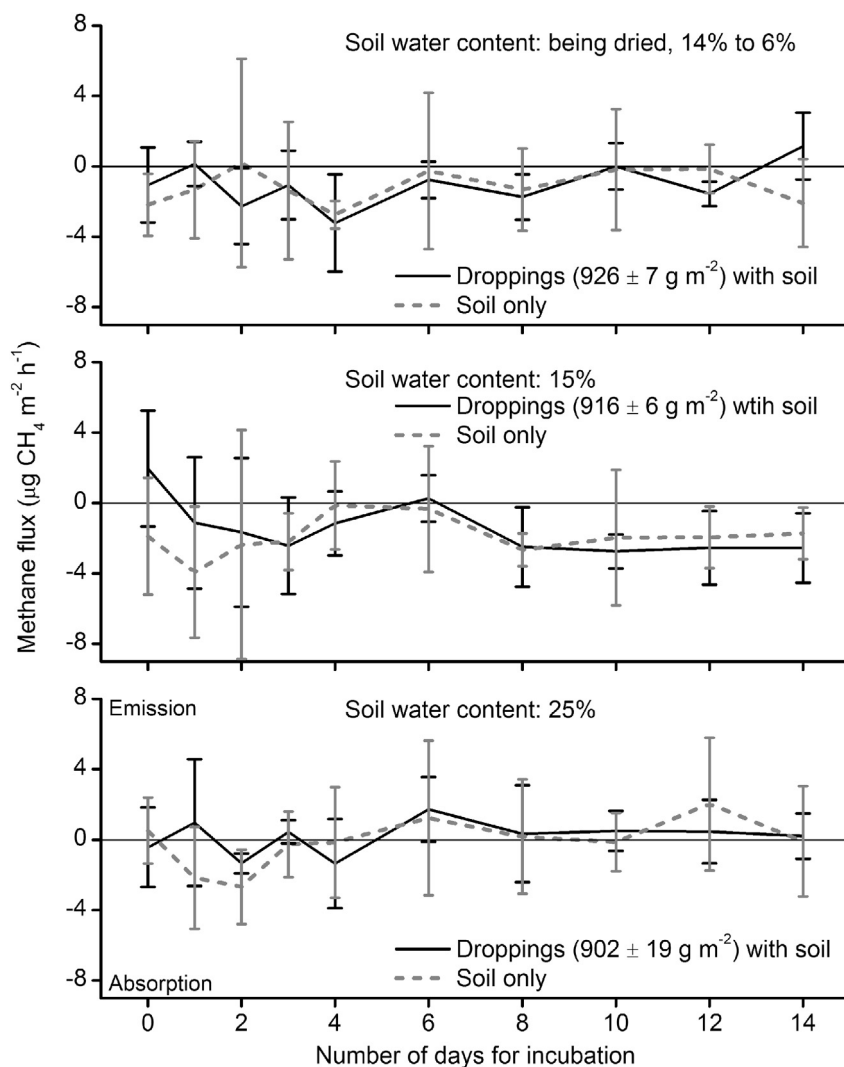 Methane flux (μg CH₄ m⁻² h⁻¹)
8
4
0
-4
-8
Soil water content: being dried, 14% to 6%
Droppings (926 ± 7 g m⁻²) with soil
Soil only
8
4
0
-4
-8
Soil water content: 15%
Droppings (916 ± 6 g m⁻²) wtih soil
Soil only
8
4
0
-4
-8
Emission
Soil water content: 25%
Droppings (902 ± 19 g m⁻²) with soil
Soil only
Absorption
0 2 4 6 8 10 12 14
Number of days for incubation